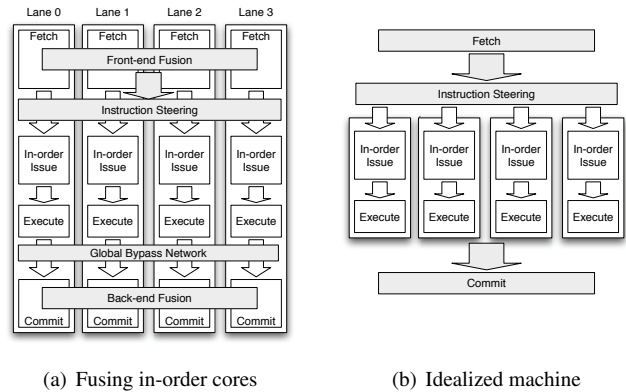 Lane 0 Lane 1 Lane 2 Lane 3
Fetch Fetch Fetch Fetch
Front-end Fusion
Instruction Steering
In-order Issue In-order Issue In-order Issue In-order Issue
Execute Execute Execute Execute
Global Bypass Network
Back-end Fusion
Commit Commit Commit Commit
(a) Fusing in-order cores
Fetch
Instruction Steering
In-order Issue In-order Issue In-order Issue In-order Issue
Execute Execute Execute Execute
Commit
(b) Idealized machine